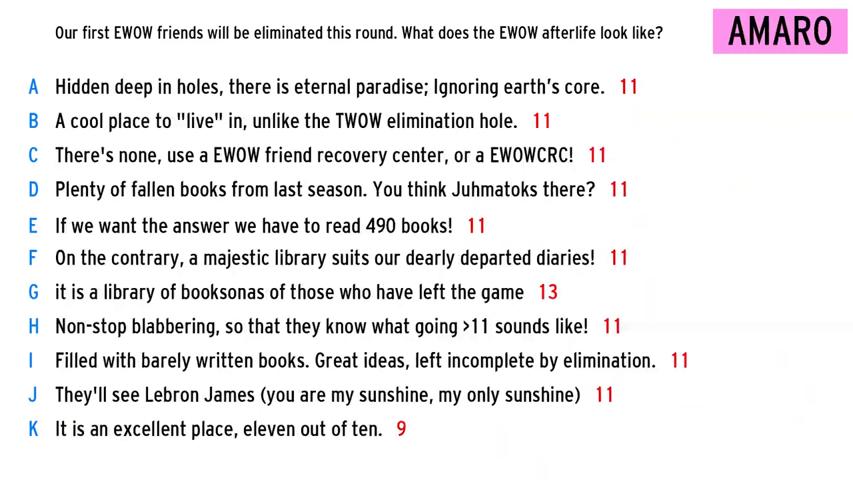 Our first EWOW friends will be eliminated this round. What does the EWOW afterlife look like?
AMARO
A Hidden deep in holes, there is eternal paradise; Ignoring earth's core. 11
B A cool place to "live" in, unlike the TWOW elimination hole. 11
C There's none, use a EWOW friend recovery center, or a EWOWCRC! 11
D Plenty of fallen books from last season. You think Juhmatoks there? 11
E If we want the answer we have to read 490 books! 11
F On the contrary, a majestic library suits our dearly departed diaries! 11
G it is a library of booksonas of those who have left the game 13
H Non-stop blabbering, so that they know what going >11 sounds like! 11
I Filled with barely written books. Great ideas, left incomplete by elimination. 11
J They'll see Lebron James (you are my sunshine, my only sunshine) 11
K It is an excellent place, eleven out of ten. 9